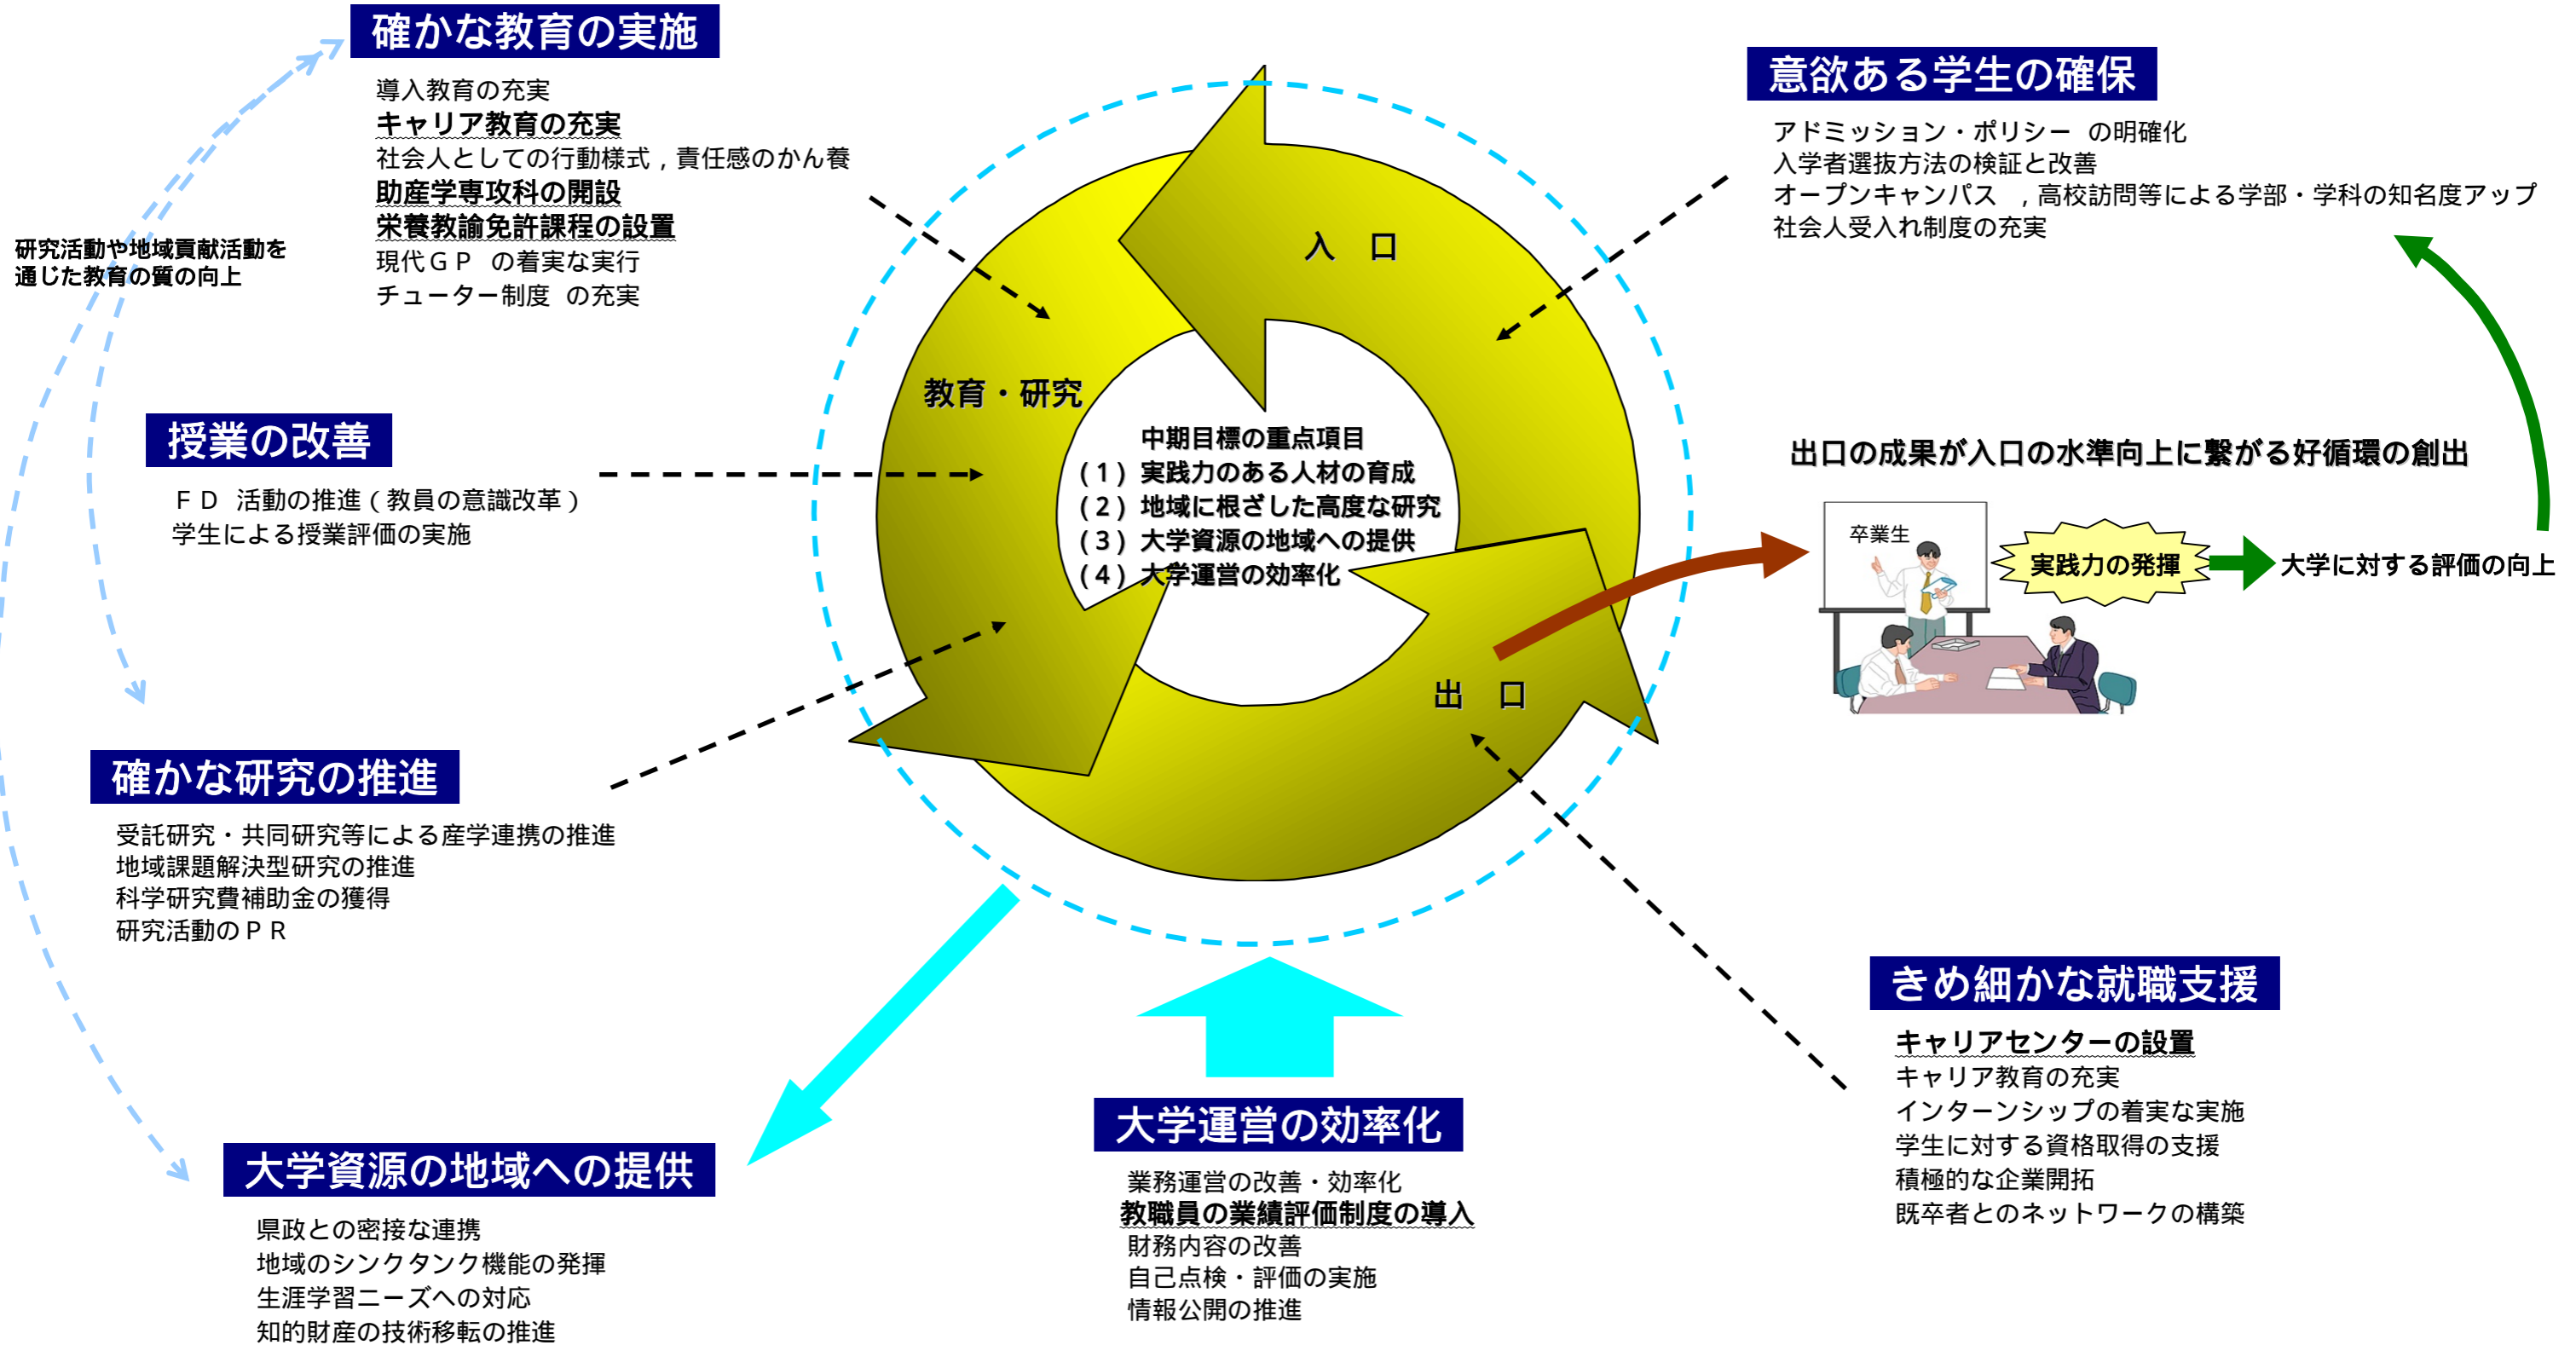 確かな教育の実施
導入教育の充実
キャリア教育の充実
社会人としての行動様式，責任感のかん養
助産学専攻科の開設
栄養教諭免許課程の設置
現代ＧＰ の着実な実行
チューター制度 の充実
研究活動や地域貢献活動を
通じた教育の質の向上
授業の改善
ＦＤ 活動の推進（教員の意識改革）
学生による授業評価の実施
確かな研究の推進
受託研究・共同研究等による産学連携の推進
地域課題解決型研究の推進
科学研究費補助金の獲得
研究活動のＰＲ
大学資源の地域への提供
県政との密接な連携
地域のシンクタンク機能の発揮
生涯学習ニーズへの対応
知的財産の技術移転の推進
入 口
教育・研究
出 口
中期目標の重点項目
(１) 実践力のある人材の育成
(２) 地域に根ざした高度な研究
(３) 大学資源の地域への提供
(４) 大学運営の効率化
大学運営の効率化
業務運営の改善・効率化
教職員の業績評価制度の導入
財務内容の改善
自己点検・評価の実施
情報公開の推進
意欲ある学生の確保
アドミッション・ポリシー の明確化
入学者選抜方法の検証と改善
オープンキャンパス ，高校訪問等による学部・学科の知名度アップ
社会人受入れ制度の充実
出口の成果が入口の水準向上に繋がる好循環の創出
卒業生
実践力の発揮
大学に対する評価の向上
きめ細かな就職支援
キャリアセンターの設置
キャリア教育の充実
インターンシップの着実な実施
学生に対する資格取得の支援
積極的な企業開拓
既卒者とのネットワークの構築